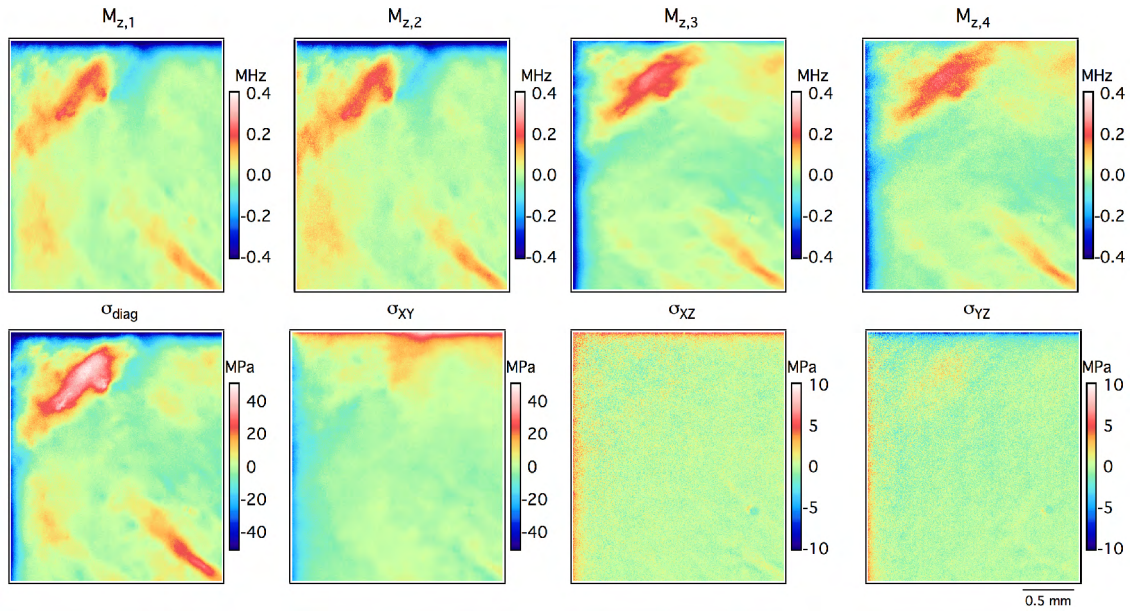 M_z,1 M_z,2 M_z,3 M_z,4
MHz MHz MHz MHz
0.4 0.4 0.4 0.4
0.2 0.2 0.2 0.2
0.0 0.0 0.0 0.0
-0.2 -0.2 -0.2 -0.2
-0.4 -0.4 -0.4 -0.4
σ_diag σ_XY σ_XZ σ_YZ
MPa MPa MPa MPa
40 40 10 10
20 20 5 5
0 0 0 0
-20 -20 -5 -5
-40 -40 -10 -10
0.5 mm